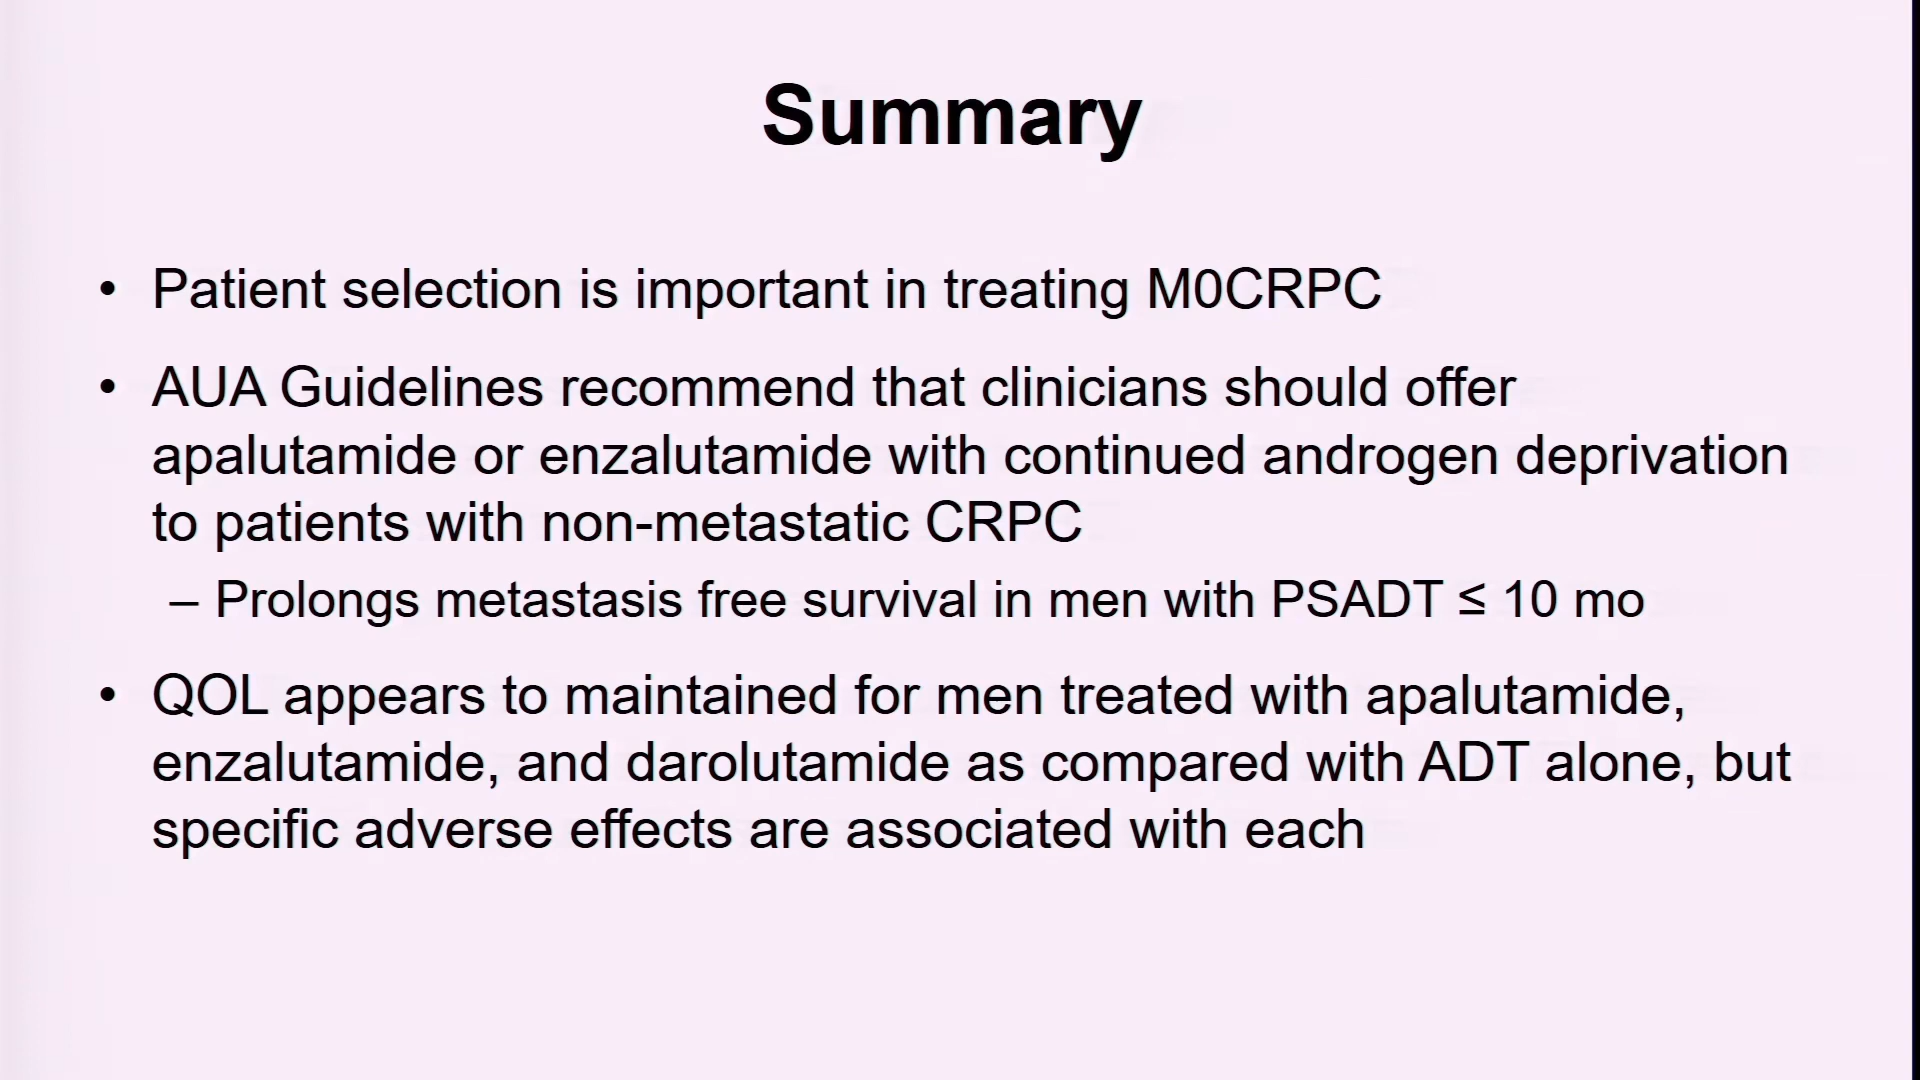 Summary
• Patient selection is important in treating M0CRPC
• AUA Guidelines recommend that clinicians should offer
apalutamide or enzalutamide with continued androgen deprivation
to patients with non-metastatic CRPC
– Prolongs metastasis free survival in men with PSADT ≤ 10 mo
• QOL appears to maintained for men treated with apalutamide,
enzalutamide, and darolutamide as compared with ADT alone, but
specific adverse effects are associated with each